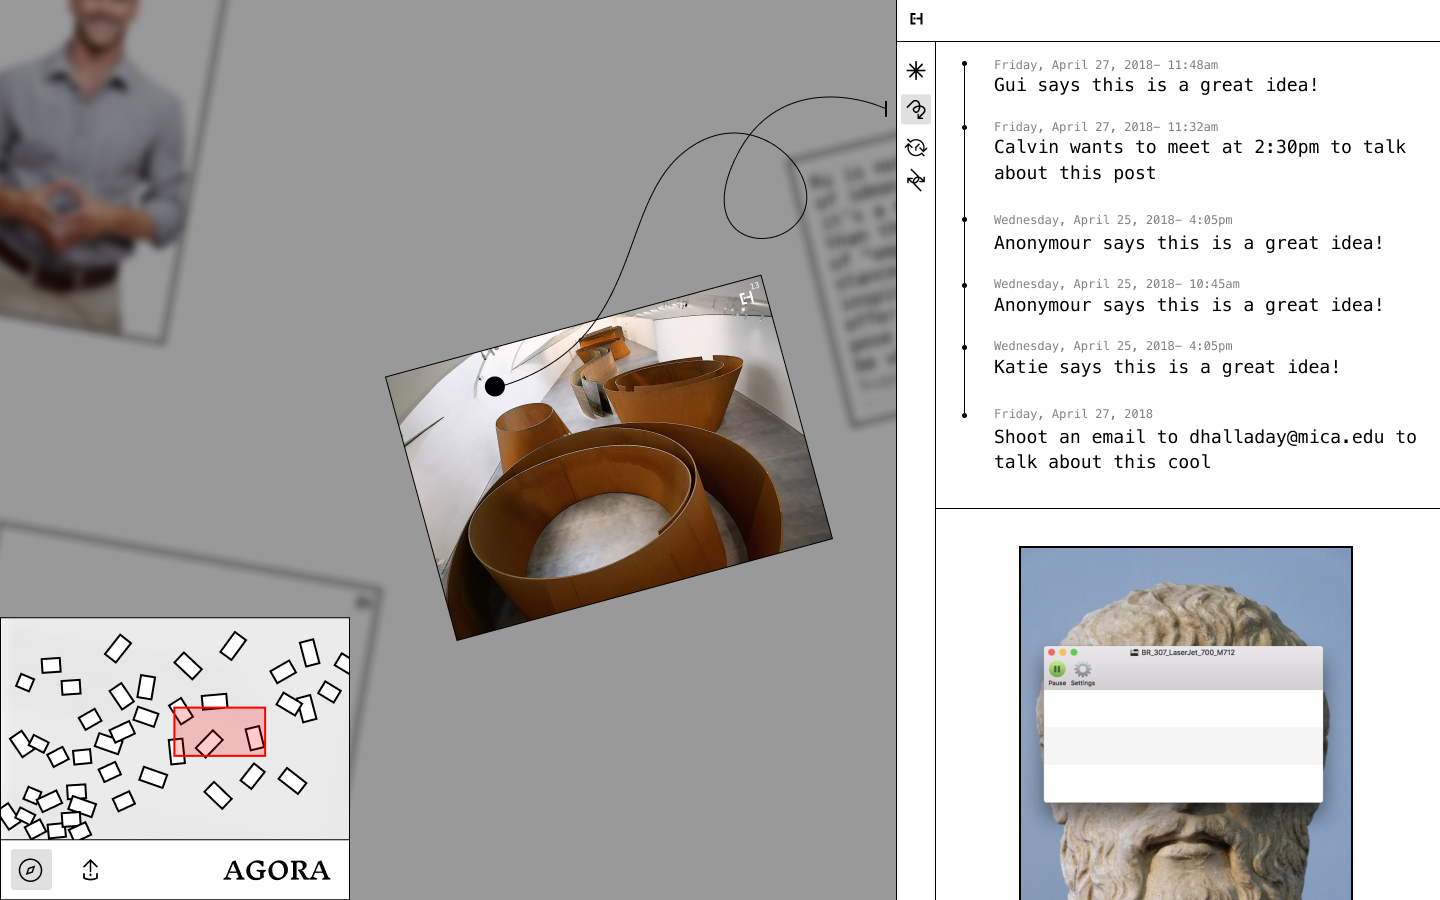 Friday, April 27, 2018– 11:48am
Gui says this is a great idea!
Friday, April 27, 2018– 11:32am
Calvin wants to meet at 2:30pm to talk
about this post
Wednesday, April 25, 2018– 4:05pm
Anonymour says this is a great idea!
Wednesday, April 25, 2018– 10:45am
Anonymour says this is a great idea!
Wednesday, April 25, 2018– 4:05pm
Katie says this is a great idea!
Friday, April 27, 2018
Shoot an email to dhalladay@mica.edu to
talk about this cool
13
BR_307_LaserJet_700_M712
Pause Settings
AGORA